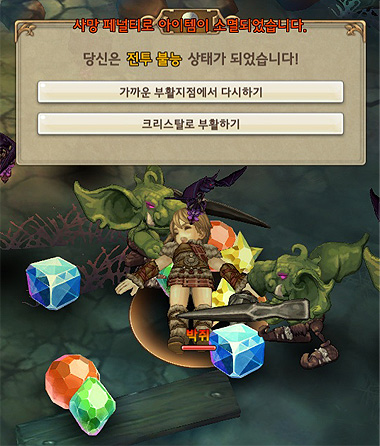 사망 페널티로 아이템이 소멸되었습니다.
당신은 전투 불능 상태가 되었습니다!
가까운 부활지점에서 다시하기
크리스탈로 부활하기
박쥐